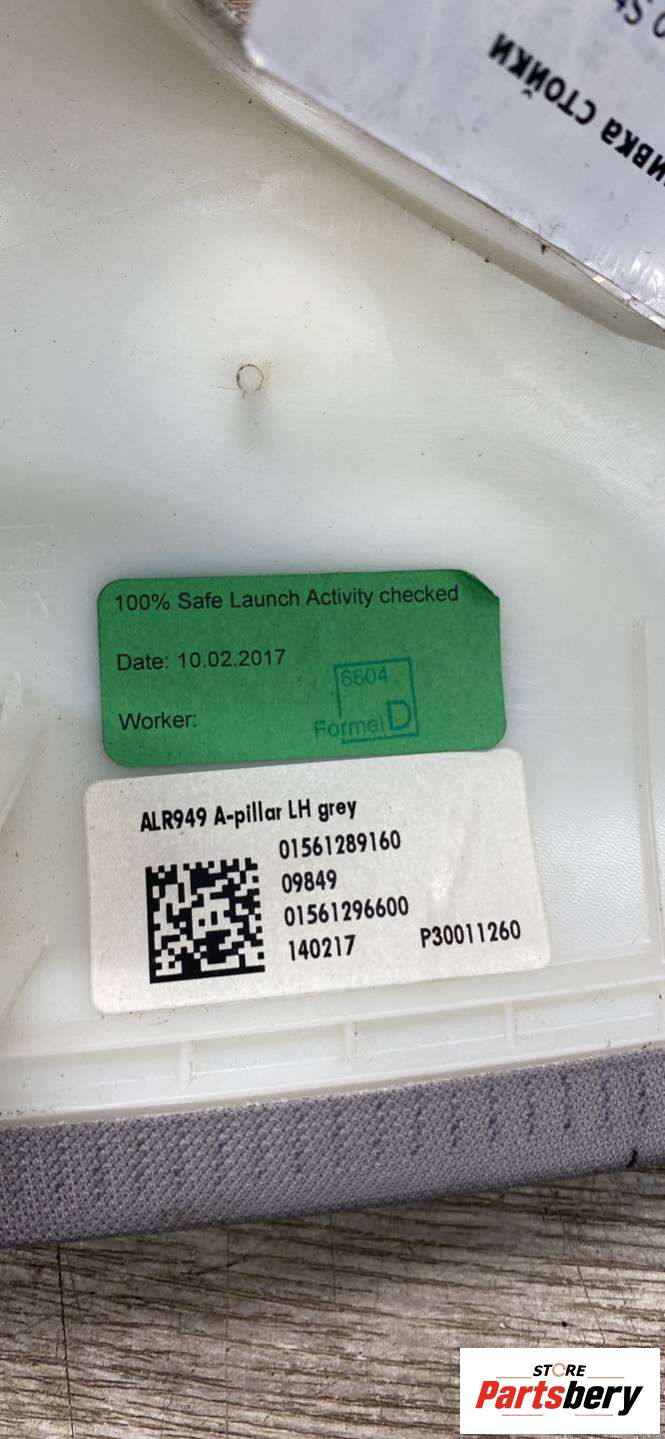 стойки
100% Safe Launch Activity checked
Date: 10.02.2017
6604
Worker:
Formel D
ALR949 A-pillar LH grey
01561289160
09849
01561296600
140217 P30011260
STORE
Partsbery